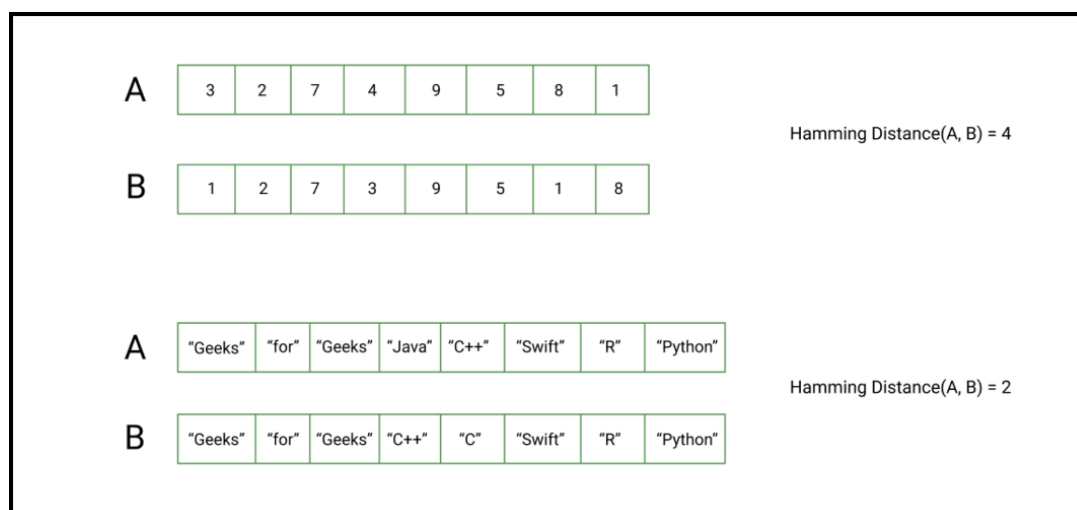 A 3 2 7 4 9 5 8 1
Hamming Distance(A, B) = 4
B 1 2 7 3 9 5 1 8
A “Geeks” “for” “Geeks” “Java” “C++” “Swift” “R” “Python”
Hamming Distance(A, B) = 2
B “Geeks” “for” “Geeks” “C++” “C” “Swift” “R” “Python”